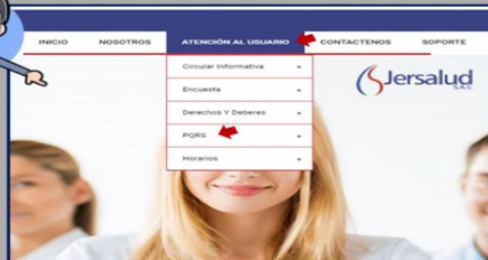 INICIO NOSOTROS ATENCIÓN AL USUARIO CONTACTENOS SOPORTE
Circular Informativa
Encuesta
Derechos Y Deberes
PQRS
Horarios
Jersalud
S.A.S.